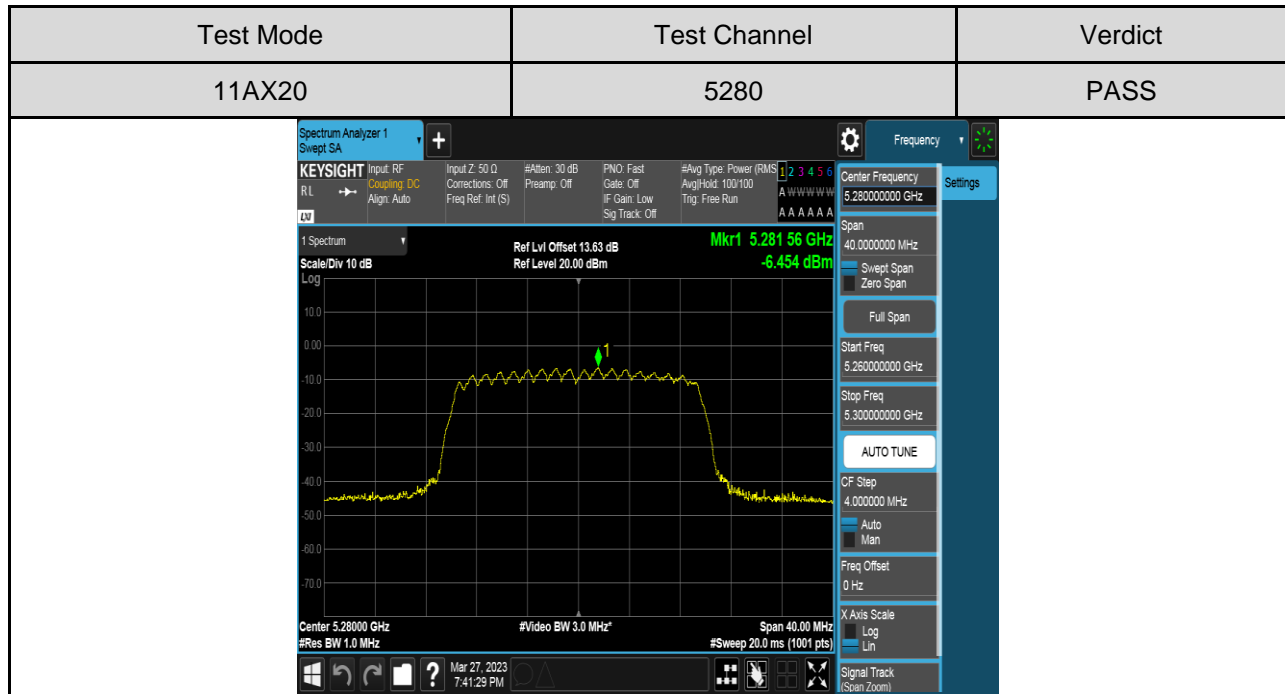 Test Mode Test Channel Verdict
11AX20 5280 PASS
Spectrum Analyzer 1
Swept SA
+
Frequency
KEYSIGHT
RL
LXI
Input: RF
Coupling: DC
Align: Auto
Input Z: 50 Ω
Corrections: Off
Freq Ref: Int (S)
#Atten: 30 dB
Preamp: Off
PNO: Fast
Gate: Off
IF Gain: Low
Sig Track: Off
#Avg Type: Power (RMS
Avg|Hold: 100/100
Trig: Free Run
1 2 3 4 5 6
A W W W W W
A A A A A A
1 Spectrum
Scale/Div 10 dB
Log
Ref Lvl Offset 13.63 dB
Ref Level 20.00 dBm
Mkr1 5.281 56 GHz
-6.454 dBm
10.0
0.00
-10.0
-20.0
-30.0
-40.0
-50.0
-60.0
-70.0
1
Center 5.28000 GHz
#Res BW 1.0 MHz
#Video BW 3.0 MHz*
Span 40.00 MHz
#Sweep 20.0 ms (1001 pts)
?
Mar 27, 2023
7:41:29 PM
Center Frequency
5.280000000 GHz
Span
40.0000000 MHz
Swept Span
Zero Span
Full Span
Start Freq
5.260000000 GHz
Stop Freq
5.300000000 GHz
AUTO TUNE
CF Step
4.000000 MHz
Auto
Man
Freq Offset
0 Hz
X Axis Scale
Log
Lin
Signal Track
(Span Zoom)
Settings